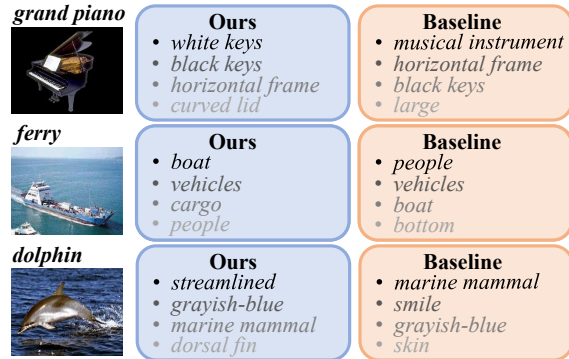 grand piano
Ours
• white keys
• black keys
• horizontal frame
• curved lid
Baseline
• musical instrument
• horizontal frame
• black keys
• large
ferry
Ours
• boat
• vehicles
• cargo
• people
Baseline
• people
• vehicles
• boat
• bottom
dolphin
Ours
• streamlined
• grayish-blue
• marine mammal
• dorsal fin
Baseline
• marine mammal
• smile
• grayish-blue
• skin